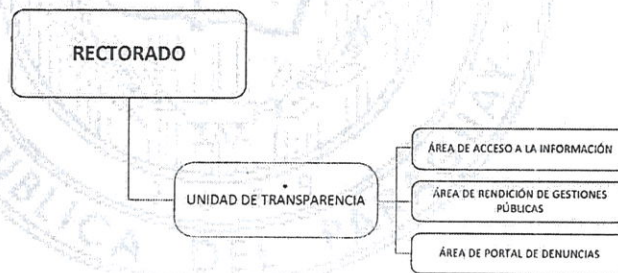 RECTORADO
UNIDAD DE TRANSPARENCIA
ÁREA DE ACCESO A LA INFORMACIÓN
ÁREA DE RENDICIÓN DE GESTIONES
PÚBLICAS
ÁREA DE PORTAL DE DENUNCIAS